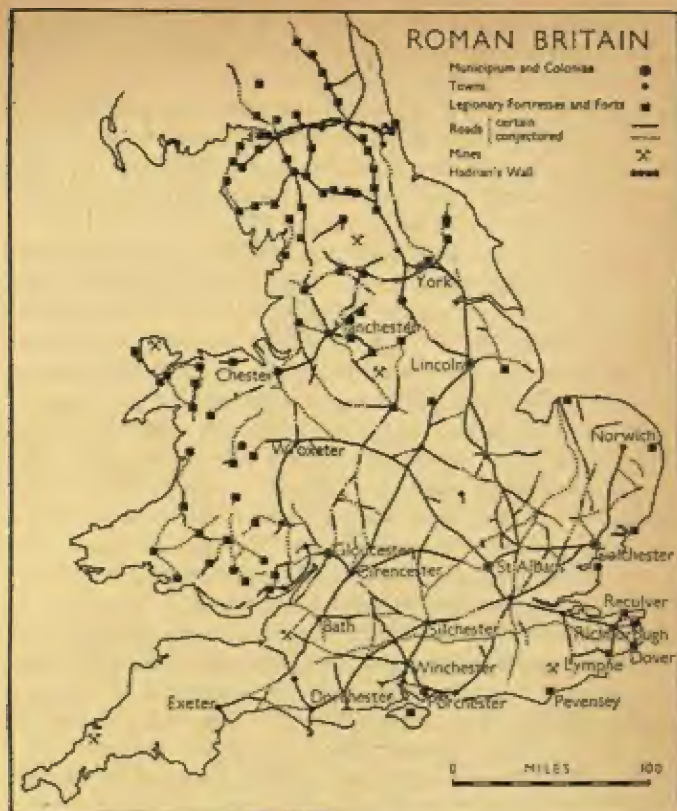 ROMAN BRITAIN
Municipium and Coloniae
Towns
Legionary Fortresses and Forts
Roads { certain
conjectured
Mines
Hadrian's Wall
York
Manchester
Lincoln
Chester
Norwich
Wroxeter
Gloucester
Colchester
Cirencester
St. Albans
Reculver
Bath
Silchester
Richborough
Dover
Winchester
Lympne
Dorchester
Porchester
Pevensey
Exeter
0 MILES 100